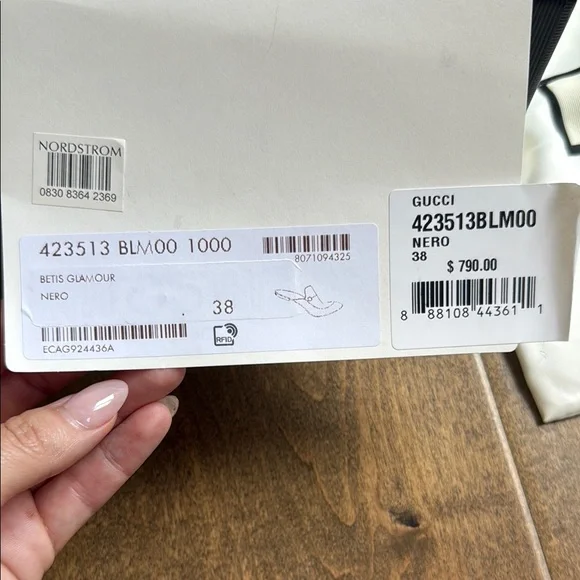 NORDSTROM
0830 8364 2369
423513 BLM00 1000
8071094325
BETIS GLAMOUR
NERO
38
ECAG924436A
RFID
GUCCI
423513BLM00
NERO
38
$ 790.00
8 88108 44361 1